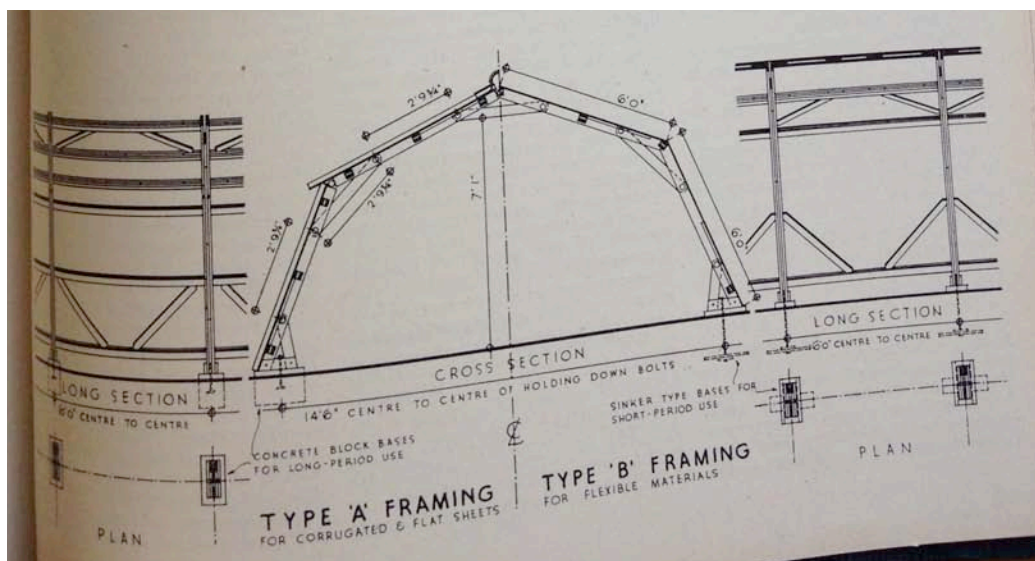 2'9¾"
6'0"
2'9¾"
7'1"
2'9¾"
6'0"
LONG SECTION
6'0" CENTRE TO CENTRE
CROSS SECTION
14'6" CENTRE TO CENTRE OF HOLDING DOWN BOLTS
LONG SECTION
6'0" CENTRE TO CENTRE
CONCRETE BLOCK BASES
FOR LONG-PERIOD USE
SINKER TYPE BASES FOR
SHORT-PERIOD USE
PLAN
TYPE 'A' FRAMING
FOR CORRUGATED & FLAT SHEETS
℄
TYPE 'B' FRAMING
FOR FLEXIBLE MATERIALS
PLAN